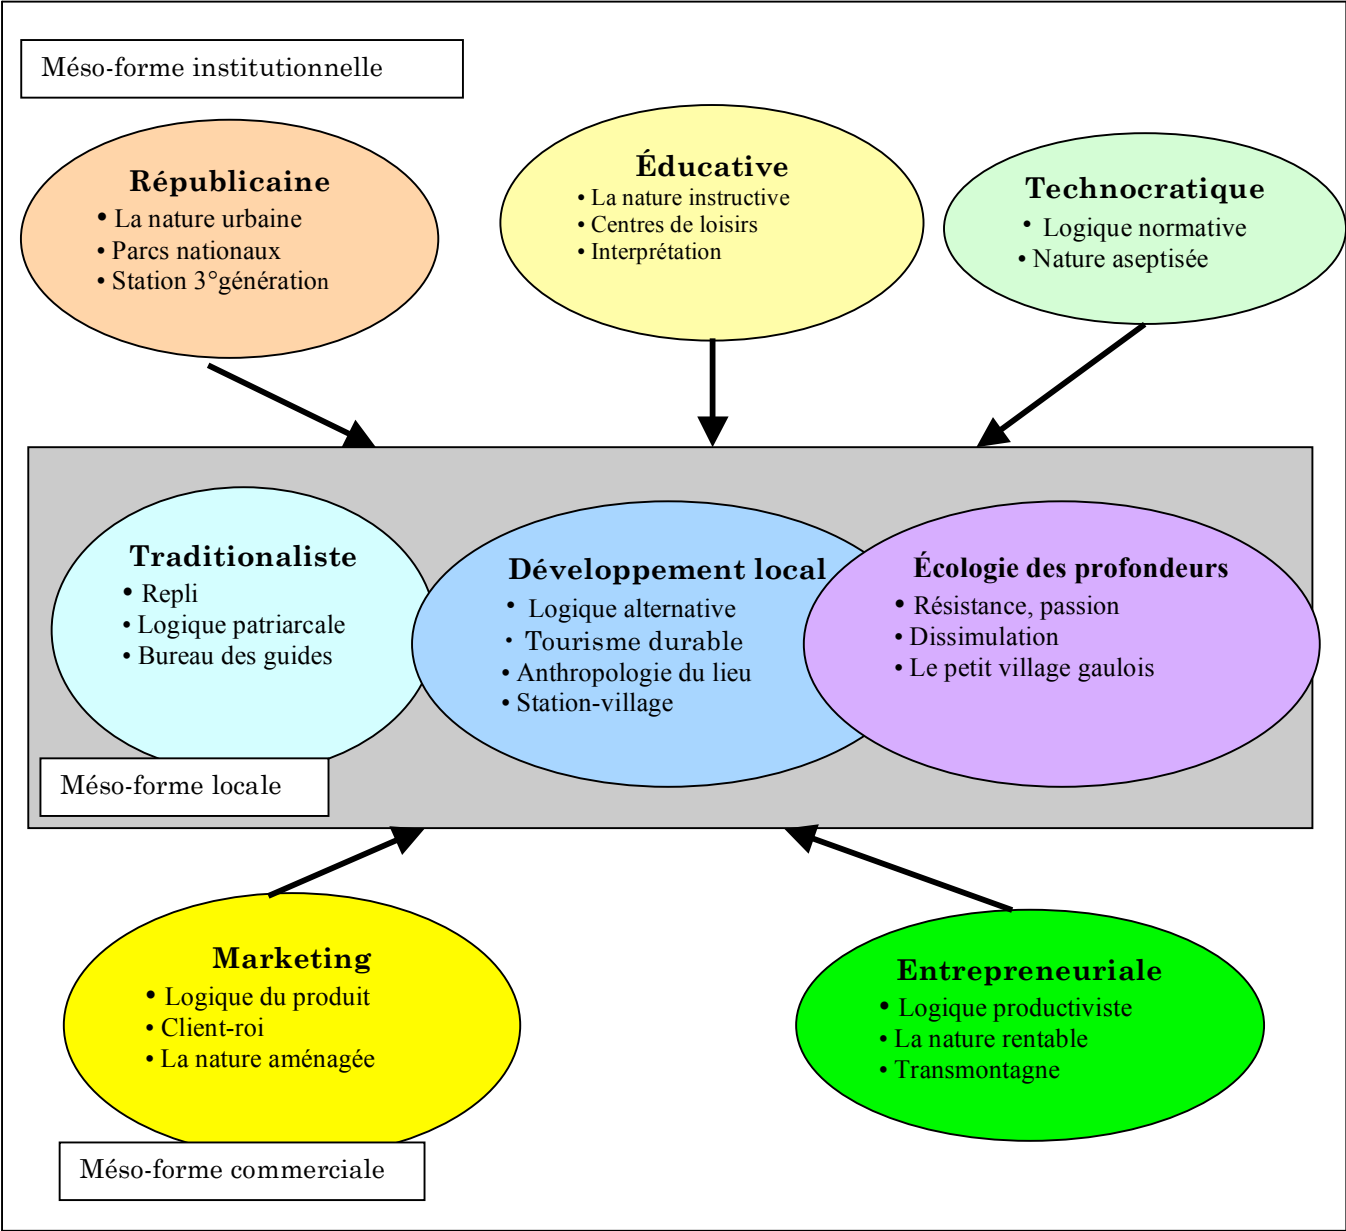 Méso-forme institutionnelle
Républicaine
• La nature urbaine
• Parcs nationaux
• Station 3°génération
Éducative
• La nature instructive
• Centres de loisirs
• Interprétation
Technocratique
• Logique normative
• Nature aseptisée
Traditionaliste
• Repli
• Logique patriarcale
• Bureau des guides
Développement local
• Logique alternative
• Tourisme durable
• Anthropologie du lieu
• Station-village
Écologie des profondeurs
• Résistance, passion
• Dissimulation
• Le petit village gaulois
Méso-forme locale
Marketing
• Logique du produit
• Client-roi
• La nature aménagée
Entrepreneuriale
• Logique productiviste
• La nature rentable
• Transmontagne
Méso-forme commerciale